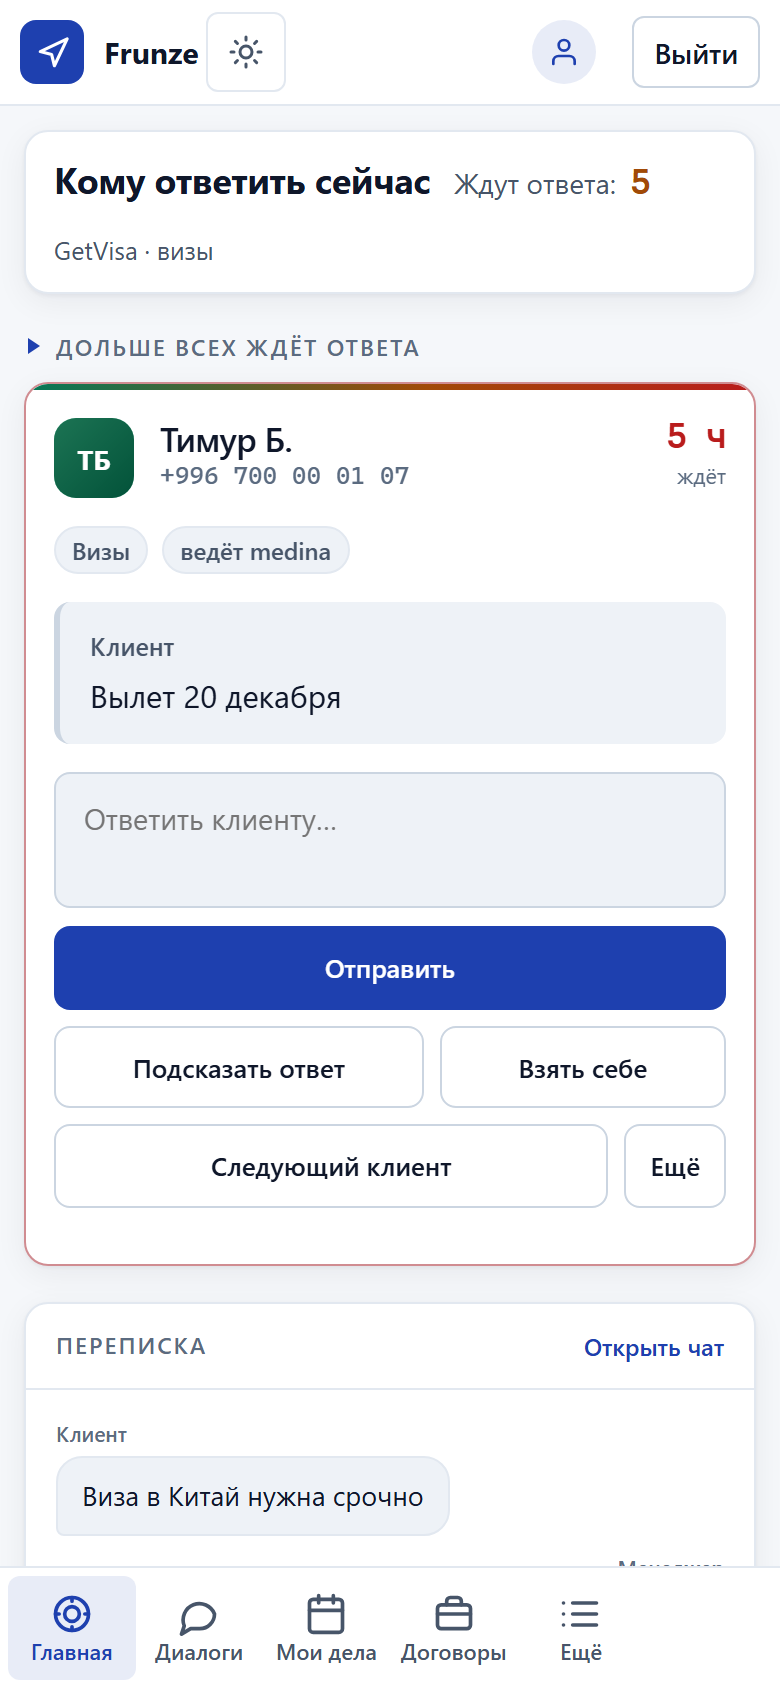 Frunze
Выйти
Кому ответить сейчас Ждут ответа: 5
GetVisa · визы
ДОЛЬШЕ ВСЕХ ЖДЁТ ОТВЕТА
ТБ
Тимур Б.
+996 700 00 01 07
5 ч
ждёт
Визы
ведёт medina
Клиент
Вылет 20 декабря
Ответить клиенту...
Отправить
Подсказать ответ
Взять себе
Следующий клиент
Ещё
ПЕРЕПИСКА
Открыть чат
Клиент
Виза в Китай нужна срочно
Менеджер
Главная
Диалоги
Мои дела
Договоры
Ещё